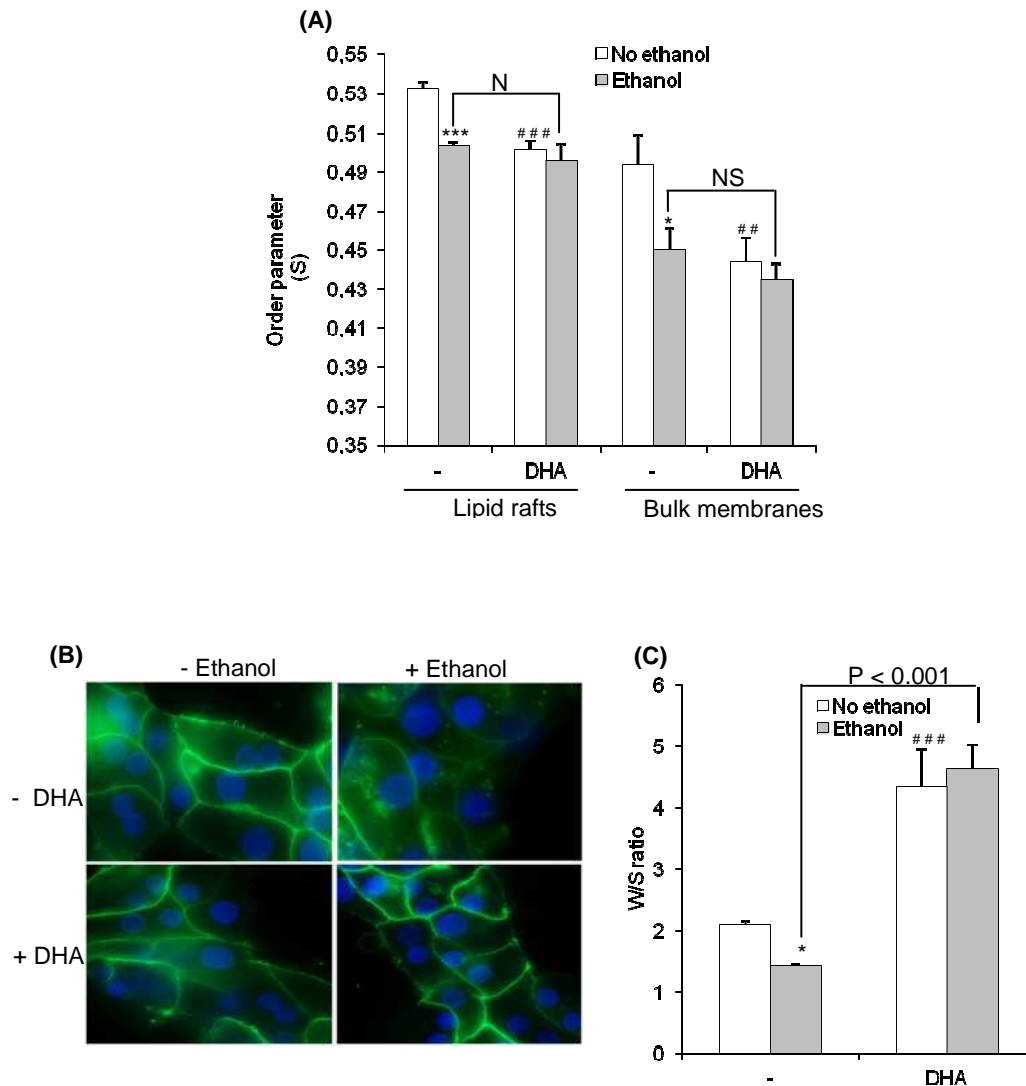 (A)
0,55
0,53
0,51
0,49
0,47
0,45
0,43
0,41
0,39
0,37
0,35
Order parameter
(S)
No ethanol
Ethanol
N
***
###
NS
*
##
-
DHA
-
DHA
Lipid rafts
Bulk membranes
(B)
- Ethanol
+ Ethanol
- DHA
+ DHA
(C)
6
5
4
3
2
1
0
W/S ratio
P < 0.001
No ethanol
Ethanol
###
*
-
DHA